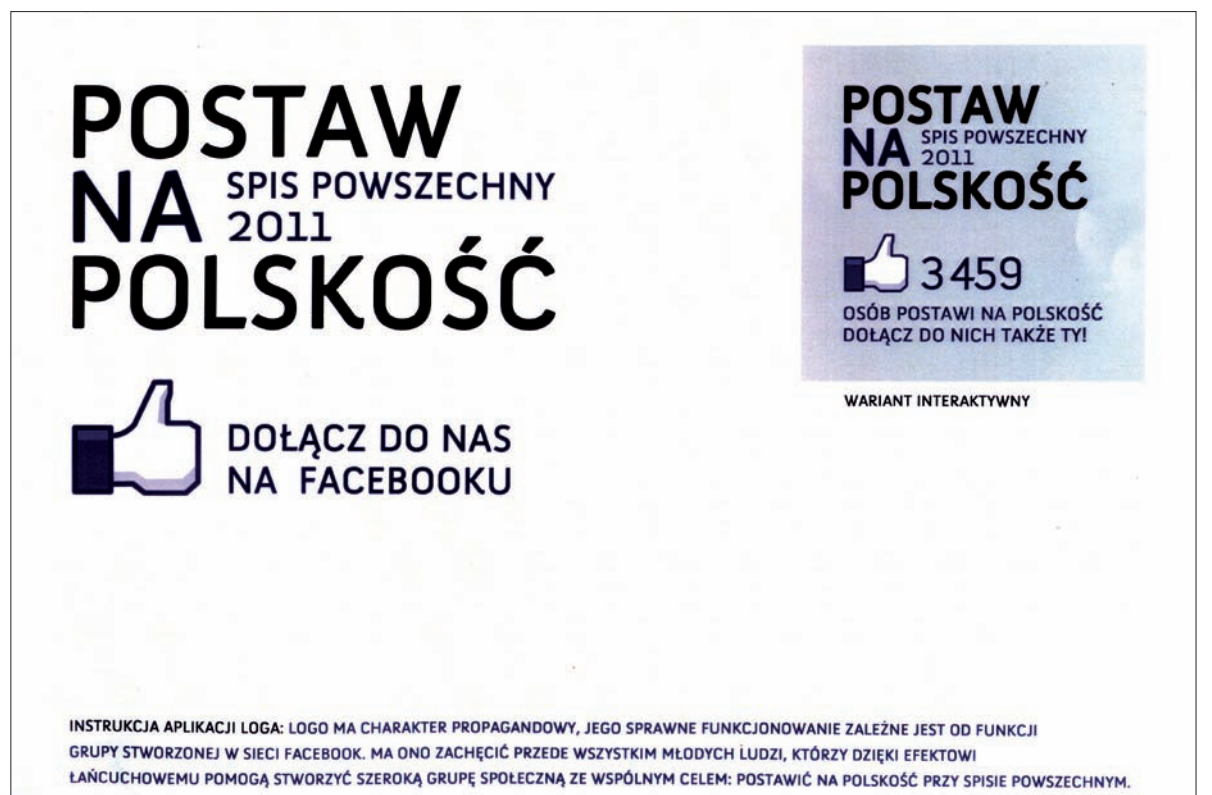 POSTAW
NA SPIS POWSZECHNY
2011
POLSKOŚĆ
DOŁĄCZ DO NAS
NA FACEBOOKU
POSTAW
NA SPIS POWSZECHNY
2011
POLSKOŚĆ
3 459
OSÓB POSTAWI NA POLSKOŚĆ
DOŁĄCZ DO NICH TAKŻE TY!
WARIANT INTERAKTYWNY
INSTRUKCJA APLIKACJI LOGA: LOGO MA CHARAKTER PROPAGANDOWY, JEGO SPRAWNE FUNKCJONOWANIE ZALEŻNE JEST OD FUNKCJI
GRUPY STWORZONEJ W SIECI FACEBOOK. MA ONO ZACHĘCIĆ PRZEDE WSZYSTKIM MŁODYCH LUDZI, KTÓRZY DZIĘKI EFEKTOWI
ŁAŃCUCHOWEMU POMOGĄ STWORZYĆ SZEROKĄ GRUPĘ SPOŁECZNĄ ZE WSPÓLNYM CELEM: POSTAWIĆ NA POLSKOŚĆ PRZY SPISIE POWSZECHNYM.